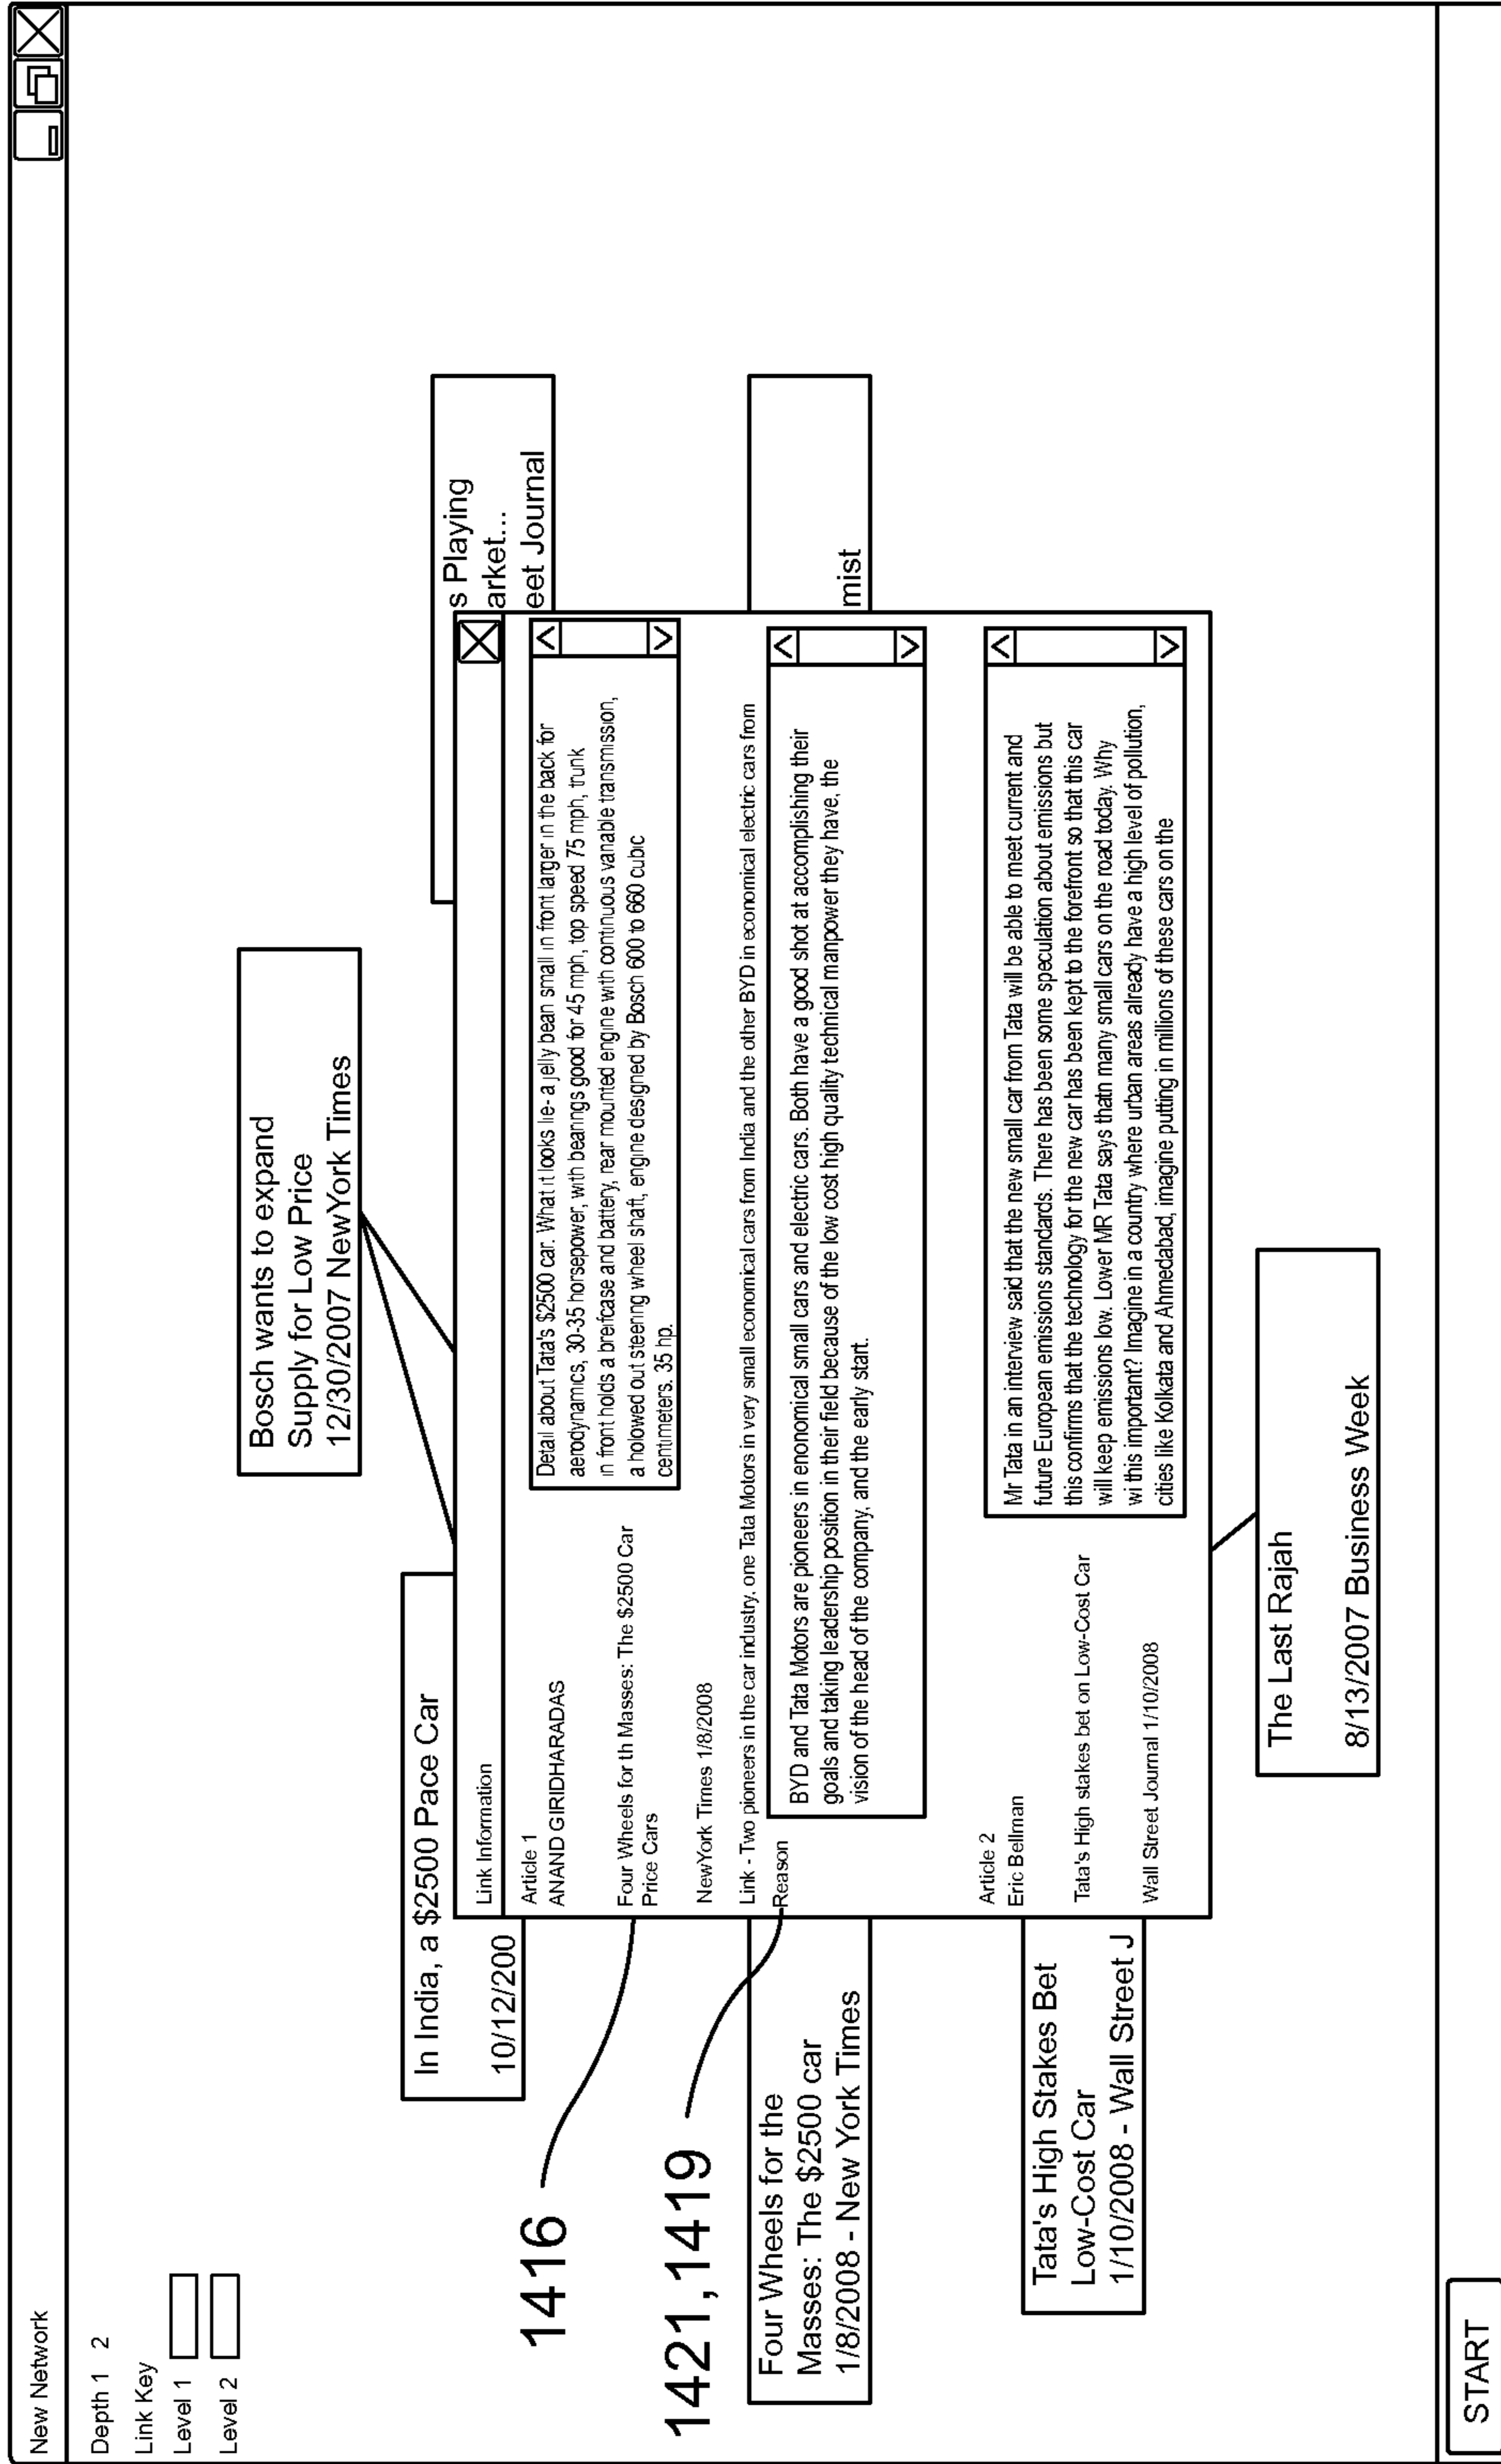 New Network
Depth 1 2
Link Key
Level 1
Level 2
Bosch wants to expand
Supply for Low Price
12/30/2007 NewYork Times
In India, a $2500 Pace Car
10/12/200
s Playing
arket...
eet Journal
1416
1421,1419
Four Wheels for the
Masses: The $2500 car
1/8/2008 - New York Times
mist
Tata's High Stakes Bet
Low-Cost Car
1/10/2008 - Wall Street J
Link Information
Article 1
ANAND GIRIDHARADAS
Four Wheels for th Masses: The $2500 Car
Price Cars
NewYork Times 1/8/2008
Detail about Tata's $2500 car. What it looks lie- a jelly bean small in front larger in the back for
aerodynamics, 30-35 horsepower, with bearings good for 45 mph, top speed 75 mph, trunk
in front holds a breifcase and battery, rear mounted engine with continuous variable transmission,
a holowed out steering wheel shaft, engine designed by Bosch 600 to 660 cubic
centimeters. 35 hp.
Link - Two pioneers in the car industry, one Tata Motors in very small economical cars from India and the other BYD in economical electric cars from
Reason
BYD and Tata Motors are pioneers in enonomical small cars and electric cars. Both have a good shot at accomplishing their
goals and taking leadership position in their field because of the low cost high quality technical manpower they have, the
vision of the head of the company, and the early start.
Article 2
Eric Bellman
Tata's High stakes bet on Low-Cost Car
Wall Street Journal 1/10/2008
Mr Tata in an interview said that the new small car from Tata will be able to meet current and
future European emissions standards. There has been some speculation about emissions but
this confirms that the technology for the new car has been kept to the forefront so that this car
will keep emissions low. Lower MR Tata says thatn many small cars on the road today. Why
wi this important? Imagine in a country where urban areas already have a high level of pollution,
cities like Kolkata and Ahmedabad, imagine putting in millions of these cars on the
The Last Rajah
8/13/2007 Business Week
START